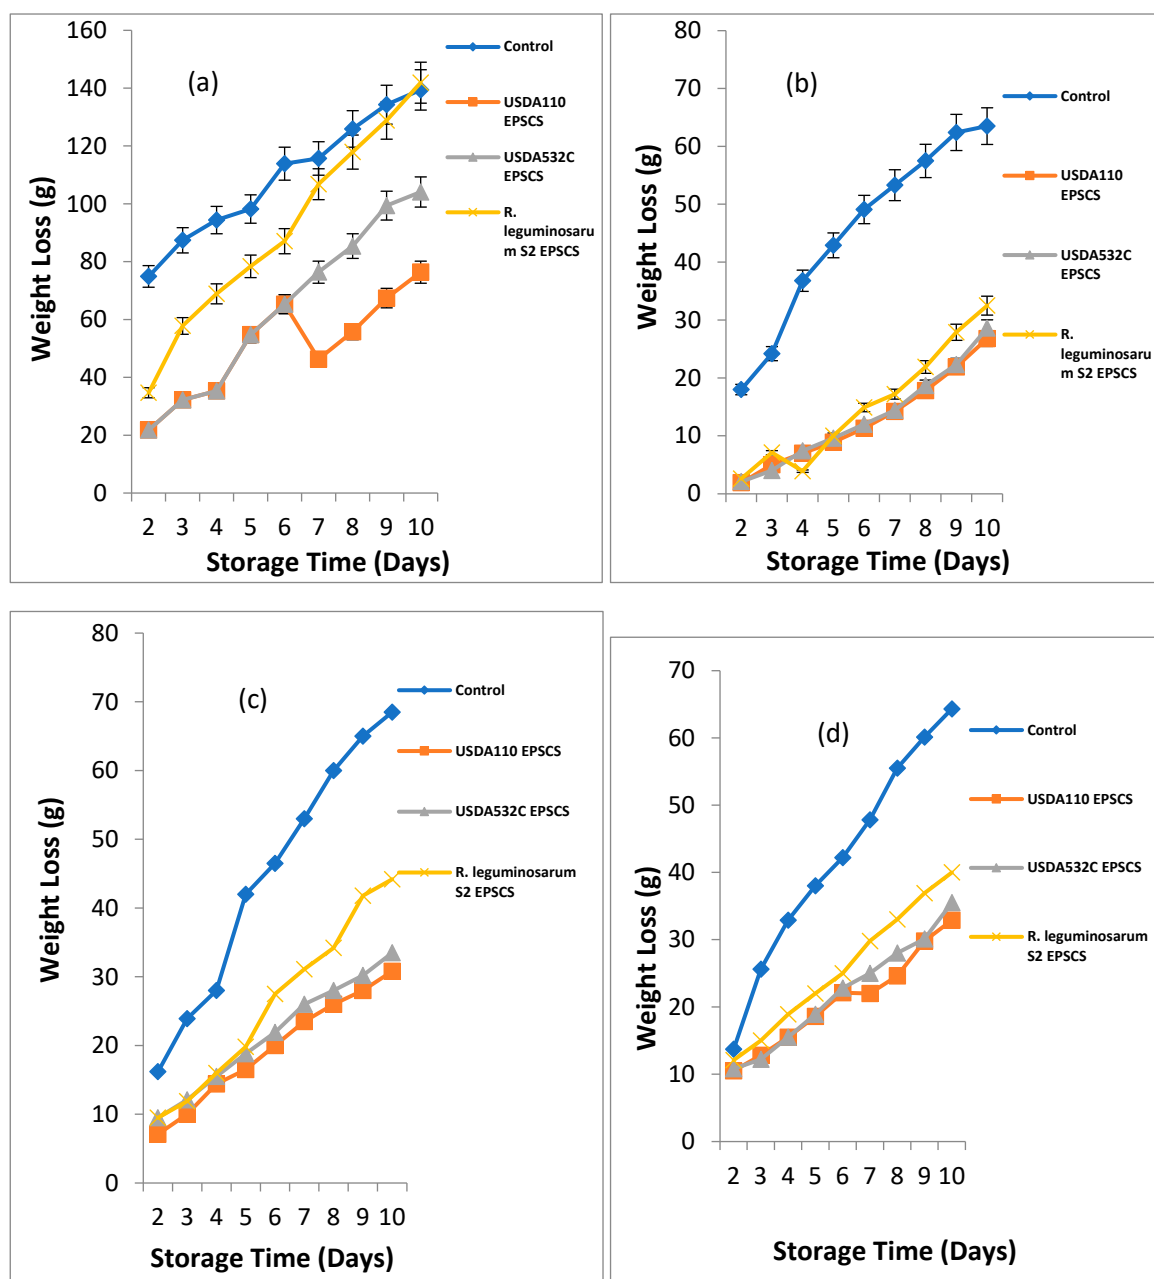 160
140
120
100
80
60
40
20
0
Weight Loss (g)
(a)
Control
USDA110
EPSCS
USDA532C
EPSCS
R.
leguminosaru
m S2 EPSCS
2 3 4 5 6 7 8 9 10
Storage Time (Days)
80
70
60
50
40
30
20
10
0
Weight Loss (g)
(b)
Control
USDA110
EPSCS
USDA532C
EPSCS
R.
leguminosaru
m S2 EPSCS
2 3 4 5 6 7 8 9 10
Storage Time (Days)
80
70
60
50
40
30
20
10
0
Weight Loss (g)
(c)
Control
USDA110 EPSCS
USDA532C EPSCS
R. leguminosarum
S2 EPSCS
2 3 4 5 6 7 8 9 10
Storage Time (Days)
70
60
50
40
30
20
10
0
Weight Loss (g)
(d)
Control
USDA110 EPSCS
USDA532C EPSCS
R. leguminosarum
S2 EPSCS
2 3 4 5 6 7 8 9 10
Storage Time (Days)